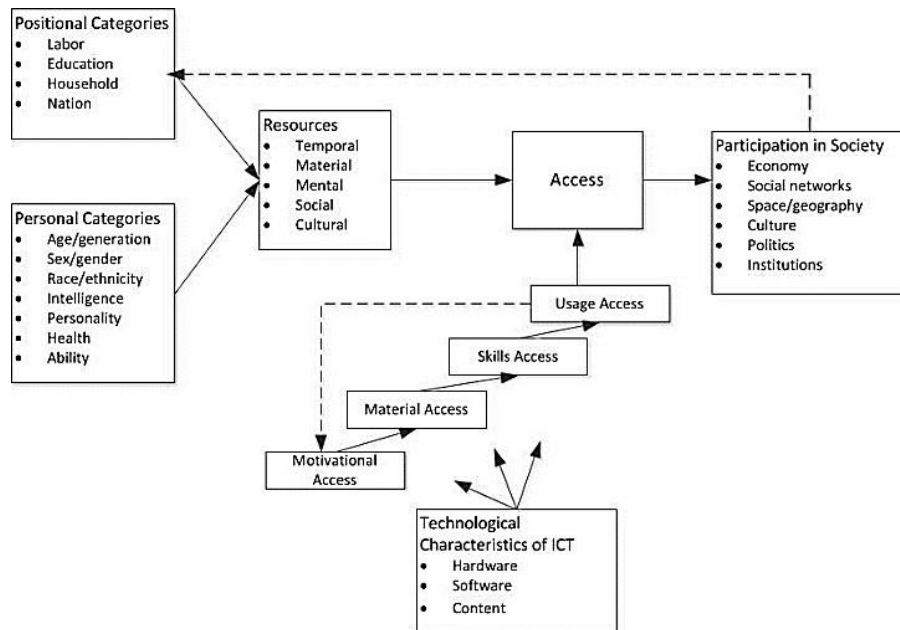 Positional Categories
• Labor
• Education
• Household
• Nation
Personal Categories
• Age/generation
• Sex/gender
• Race/ethnicity
• Intelligence
• Personality
• Health
• Ability
Resources
• Temporal
• Material
• Mental
• Social
• Cultural
Access
Participation in Society
• Economy
• Social networks
• Space/geography
• Culture
• Politics
• Institutions
Usage Access
Skills Access
Material Access
Motivational
Access
Technological
Characteristics of ICT
• Hardware
• Software
• Content